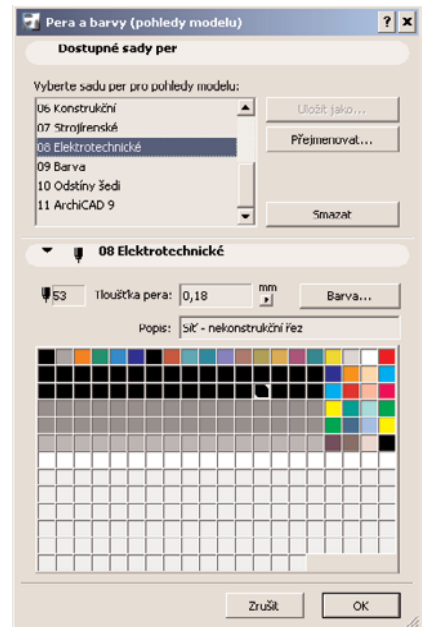 Pera a barvy (pohledy modelu)
Dostupné sady per
Vyberte sadu per pro pohledy modelu:
06 Konstrukční
07 Strojírenské
08 Elektrotechnické
09 Barva
10 Odstíny šedi
11 ArchiCAD 9
Uložit jako...
Přejmenovat...
Smazat
08 Elektrotechnické
53 Tloušťka pera: 0,18 mm Barva...
Popis: Síť - nekonstrukční řez
Zrušit OK